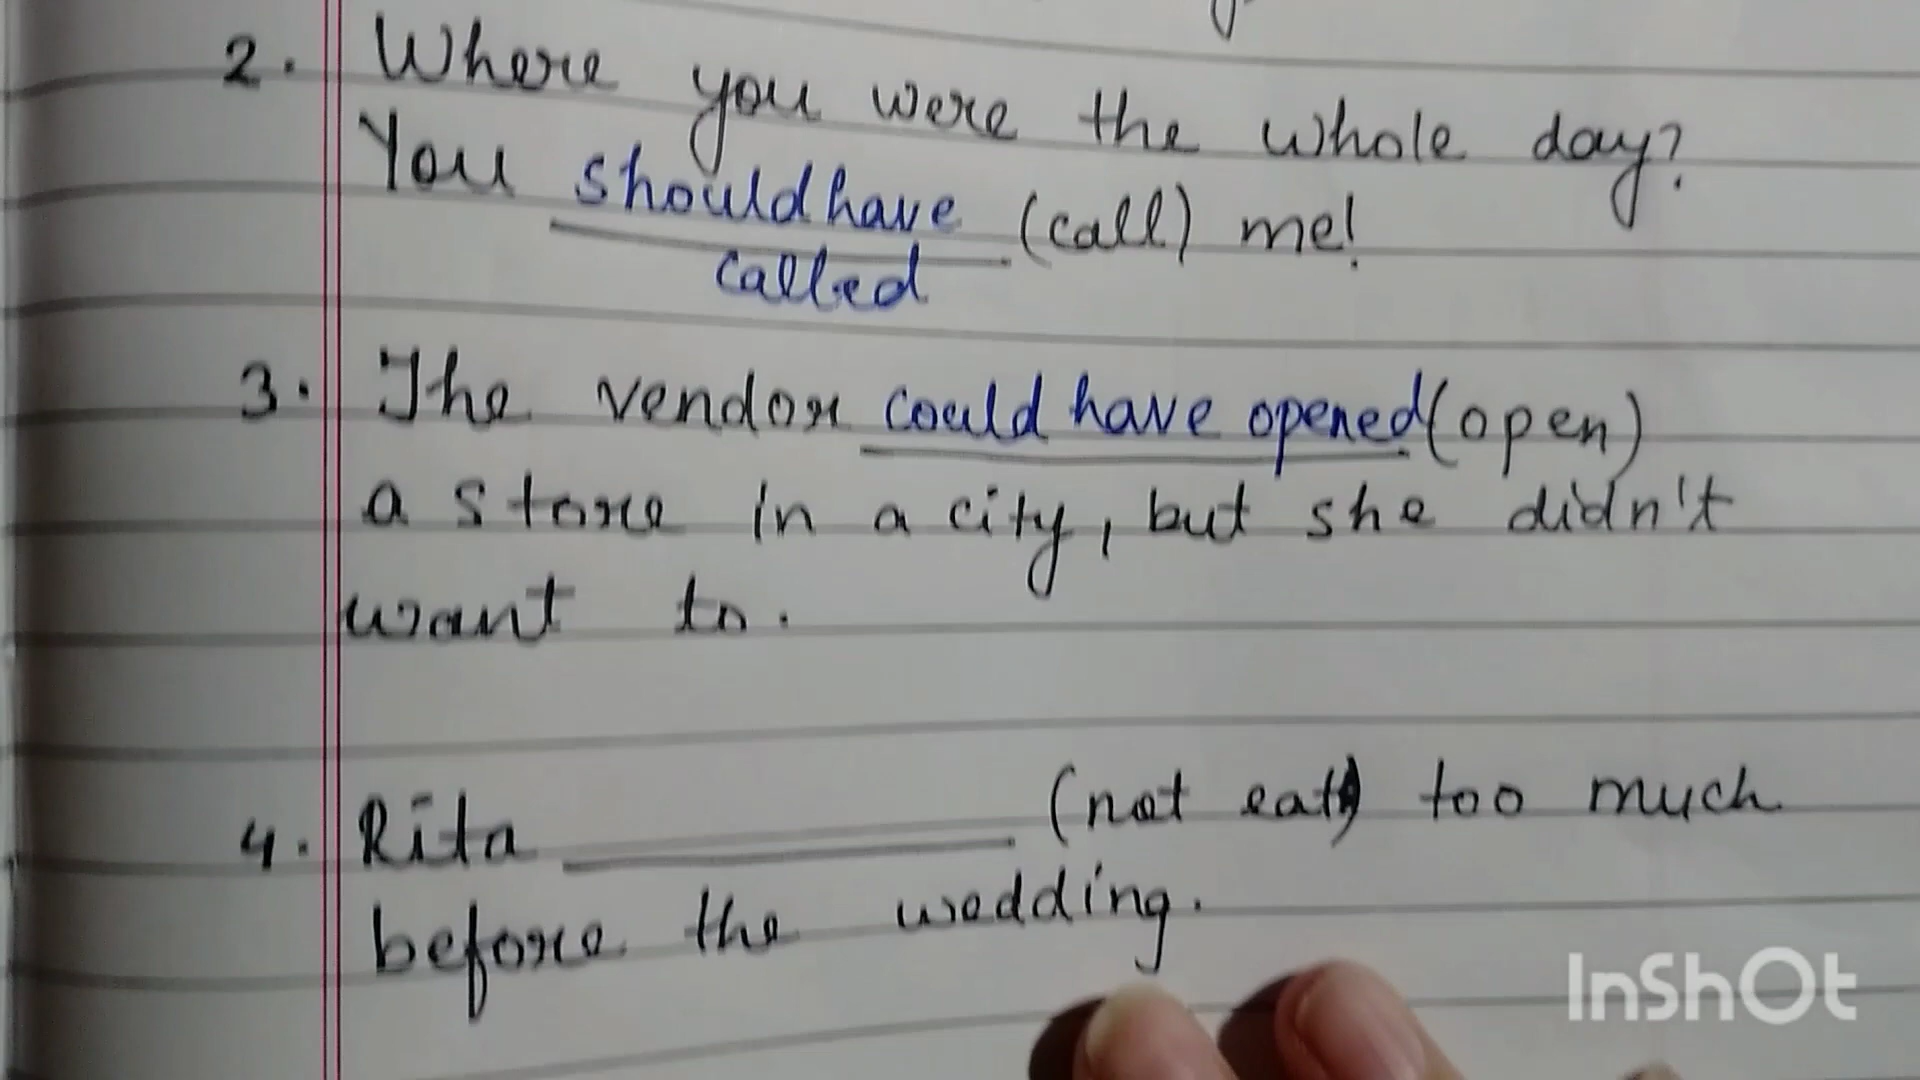 2. Where you were the whole day?
You should have (call) me!
called
3. The vendor could have opened (open)
a store in a city, but she didn't
want to.
4. Rita __________ (not eat) too much
before the wedding.
InShOt